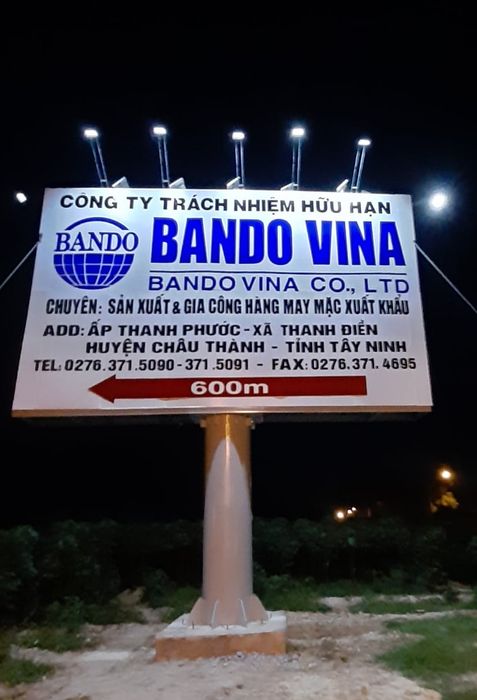 CÔNG TY TRÁCH NHIỆM HỮU HẠN
BANDO
BANDO VINA
BANDO VINA CO., LTD
CHUYÊN: SẢN XUẤT & GIA CÔNG HÀNG MAY MẶC XUẤT KHẨU
ADD: ẤP THANH PHƯỚC - XÃ THANH ĐIỀN
HUYỆN CHÂU THÀNH - TỈNH TÂY NINH
TEL: 0276.371.5090 - 371.5091 - FAX: 0276.371.4695
600m